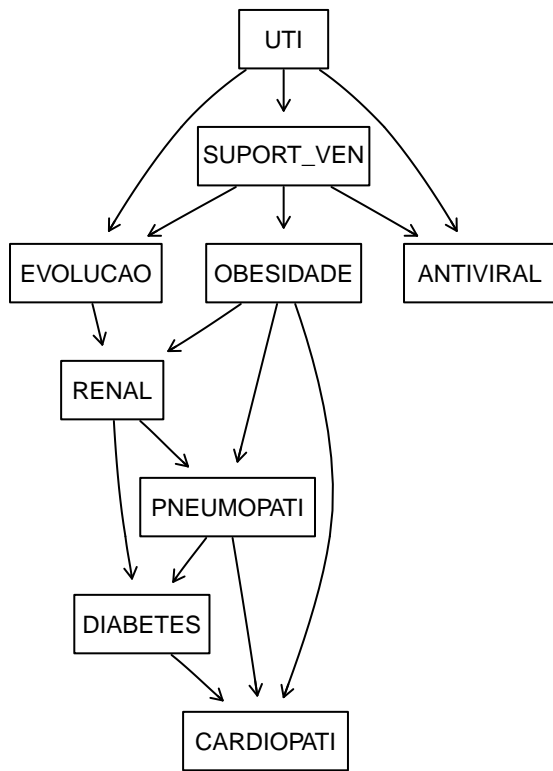 UTI
SUPORT_VEN
EVOLUCAO
OBESIDADE
ANTIVIRAL
RENAL
PNEUMOPATI
DIABETES
CARDIOPATI